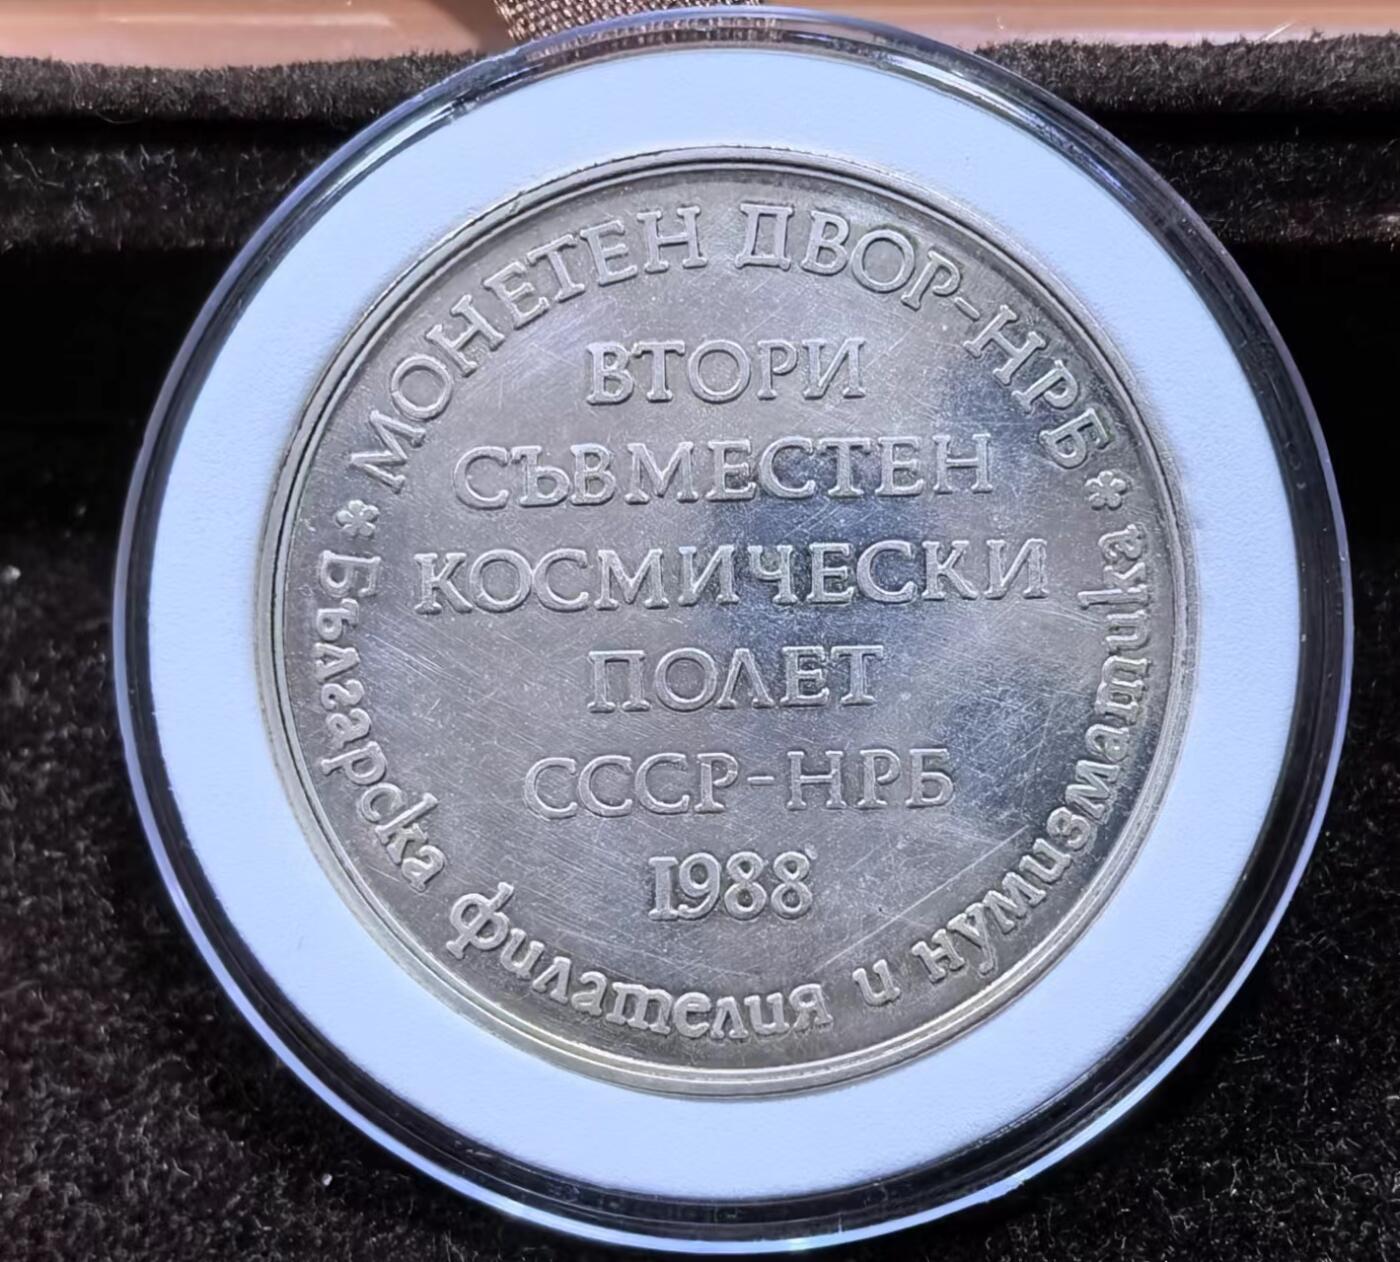 * МОНЕТЕН ДВОР-НРБ *
ВТОРИ
СЪВМЕСТЕН
КОСМИЧЕСКИ
ПОЛЕТ
СССР-НРБ
1988
Българска филателия и нумизматика